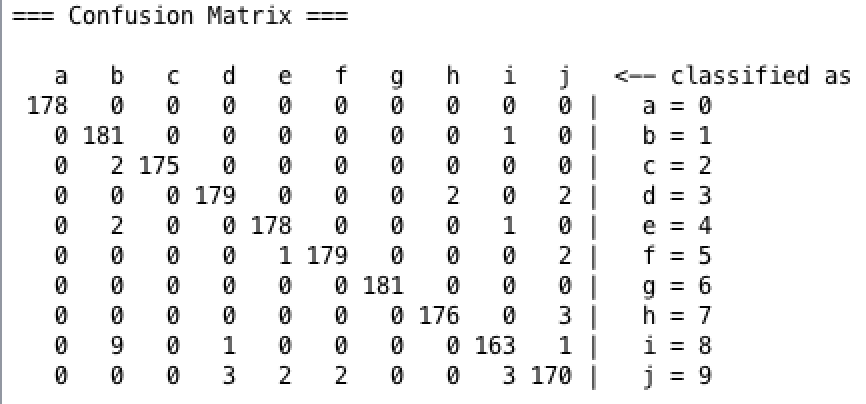 === Confusion Matrix ===
a b c d e f g h i j <-- classified as
178 0 0 0 0 0 0 0 0 0 | a = 0
0 181 0 0 0 0 0 0 1 0 | b = 1
0 2 175 0 0 0 0 0 0 0 | c = 2
0 0 0 179 0 0 0 2 0 2 | d = 3
0 2 0 0 178 0 0 0 1 0 | e = 4
0 0 0 0 1 179 0 0 0 2 | f = 5
0 0 0 0 0 0 181 0 0 0 | g = 6
0 0 0 0 0 0 0 176 0 3 | h = 7
0 9 0 1 0 0 0 0 163 1 | i = 8
0 0 0 3 2 2 0 0 3 170 | j = 9